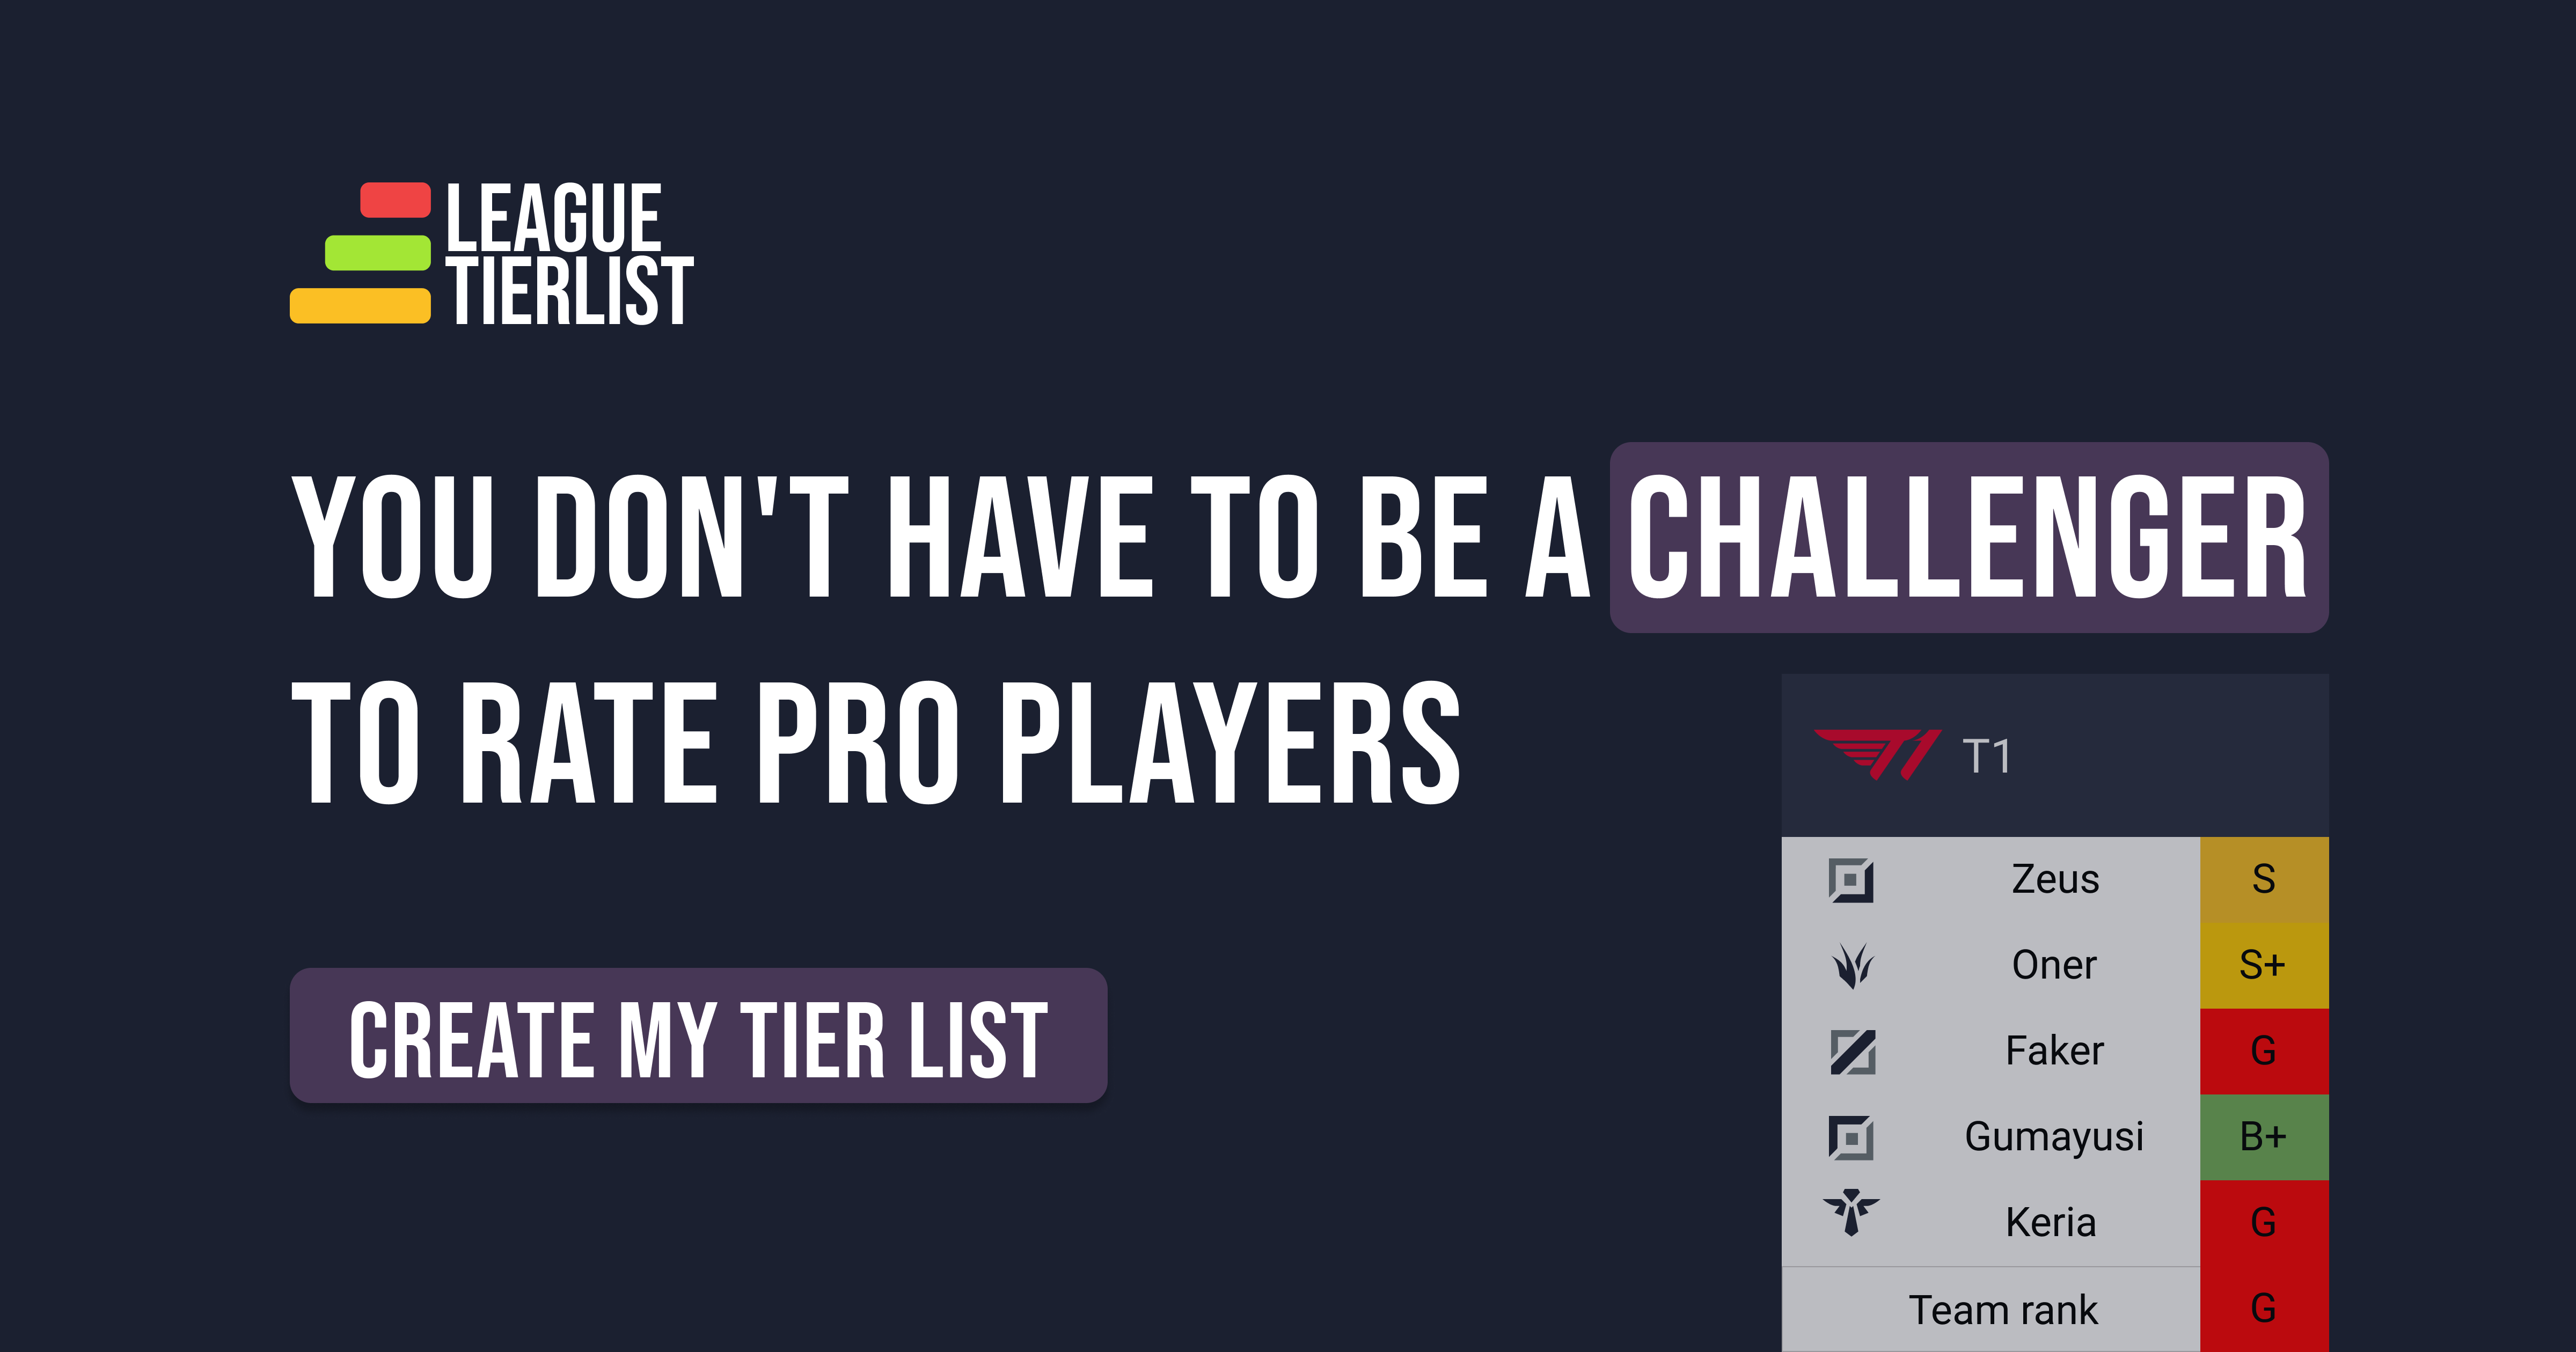 LEAGUE
TIERLIST
YOU DON'T HAVE TO BE A CHALLENGER
TO RATE PRO PLAYERS
CREATE MY TIER LIST
T1 T1
Zeus S
Oner S+
Faker G
Gumayusi B+
Keria G
Team rank G